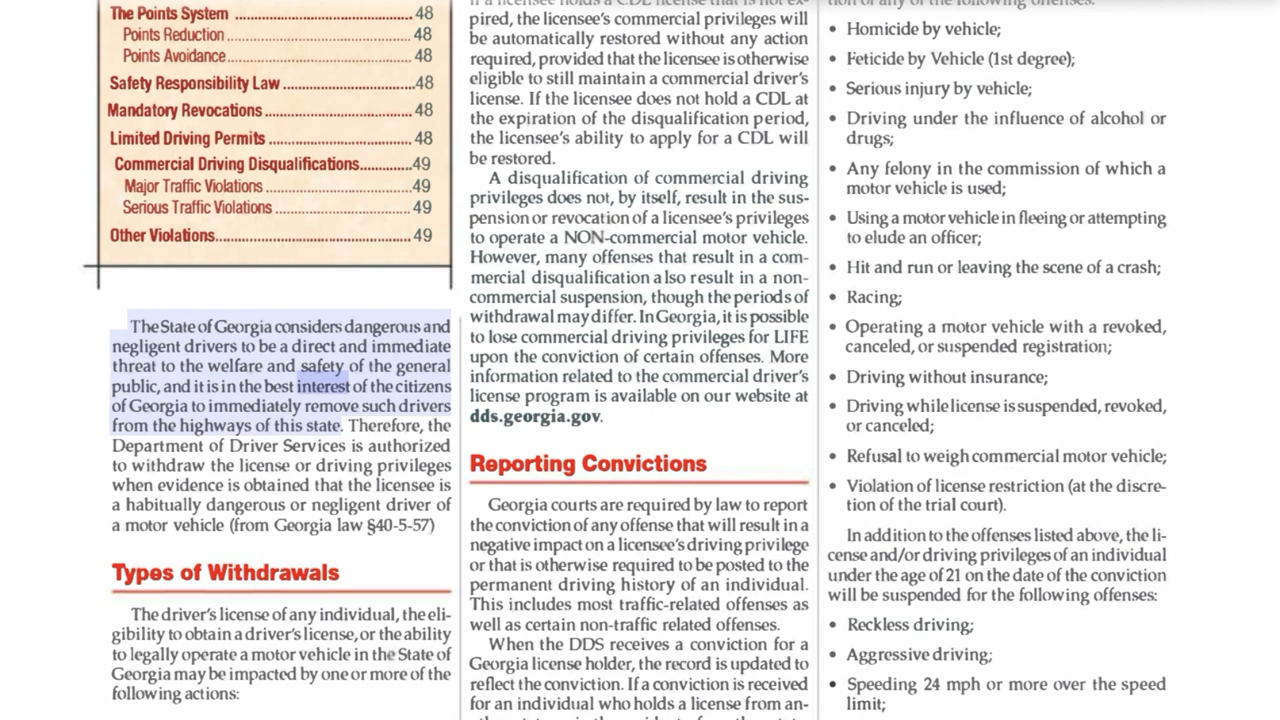 The Points System ........................................ 48
Points Reduction ........................................ 48
Points Avoidance ........................................ 48
Safety Responsibility Law ............................. 48
Mandatory Revocations ................................ 48
Limited Driving Permits ................................ 48
Commercial Driving Disqualifications............. 49
Major Traffic Violations ................................ 49
Serious Traffic Violations .............................. 49
Other Violations........................................... 49
The State of Georgia considers dangerous and
negligent drivers to be a direct and immediate
threat to the welfare and safety of the general
public, and it is in the best interest of the citizens
of Georgia to immediately remove such drivers
from the highways of this state. Therefore, the
Department of Driver Services is authorized
to withdraw the license or driving privileges
when evidence is obtained that the licensee is
a habitually dangerous or negligent driver of
a motor vehicle (from Georgia law §40-5-57)
Types of Withdrawals
The driver's license of any individual, the eli-
gibility to obtain a driver's license, or the ability
to legally operate a motor vehicle in the State of
Georgia may be impacted by one or more of the
following actions:
pired, the licensee's commercial privileges will
be automatically restored without any action
required, provided that the licensee is otherwise
eligible to still maintain a commercial driver's
license. If the licensee does not hold a CDL at
the expiration of the disqualification period,
the licensee's ability to apply for a CDL will
be restored.
A disqualification of commercial driving
privileges does not, by itself, result in the sus-
pension or revocation of a licensee's privileges
to operate a NON-commercial motor vehicle.
However, many offenses that result in a com-
mercial disqualification also result in a non-
commercial suspension, though the periods of
withdrawal may differ. In Georgia, it is possible
to lose commercial driving privileges for LIFE
upon the conviction of certain offenses. More
information related to the commercial driver's
license program is available on our website at
dds.georgia.gov.
Reporting Convictions
Georgia courts are required by law to report
the conviction of any offense that will result in a
negative impact on a licensee's driving privilege
or that is otherwise required to be posted to the
permanent driving history of an individual.
This includes most traffic-related offenses as
well as certain non-traffic related offenses.
When the DDS receives a conviction for a
Georgia license holder, the record is updated to
reflect the conviction. If a conviction is received
for an individual who holds a license from an-
• Homicide by vehicle;
• Feticide by Vehicle (1st degree);
• Serious injury by vehicle;
• Driving under the influence of alcohol or
drugs;
• Any felony in the commission of which a
motor vehicle is used;
• Using a motor vehicle in fleeing or attempting
to elude an officer;
• Hit and run or leaving the scene of a crash;
• Racing;
• Operating a motor vehicle with a revoked,
canceled, or suspended registration;
• Driving without insurance;
• Driving while license is suspended, revoked,
or canceled;
• Refusal to weigh commercial motor vehicle;
• Violation of license restriction (at the discre-
tion of the trial court).
In addition to the offenses listed above, the li-
cense and/or driving privileges of an individual
under the age of 21 on the date of the conviction
will be suspended for the following offenses:
• Reckless driving;
• Aggressive driving;
• Speeding 24 mph or more over the speed
limit;